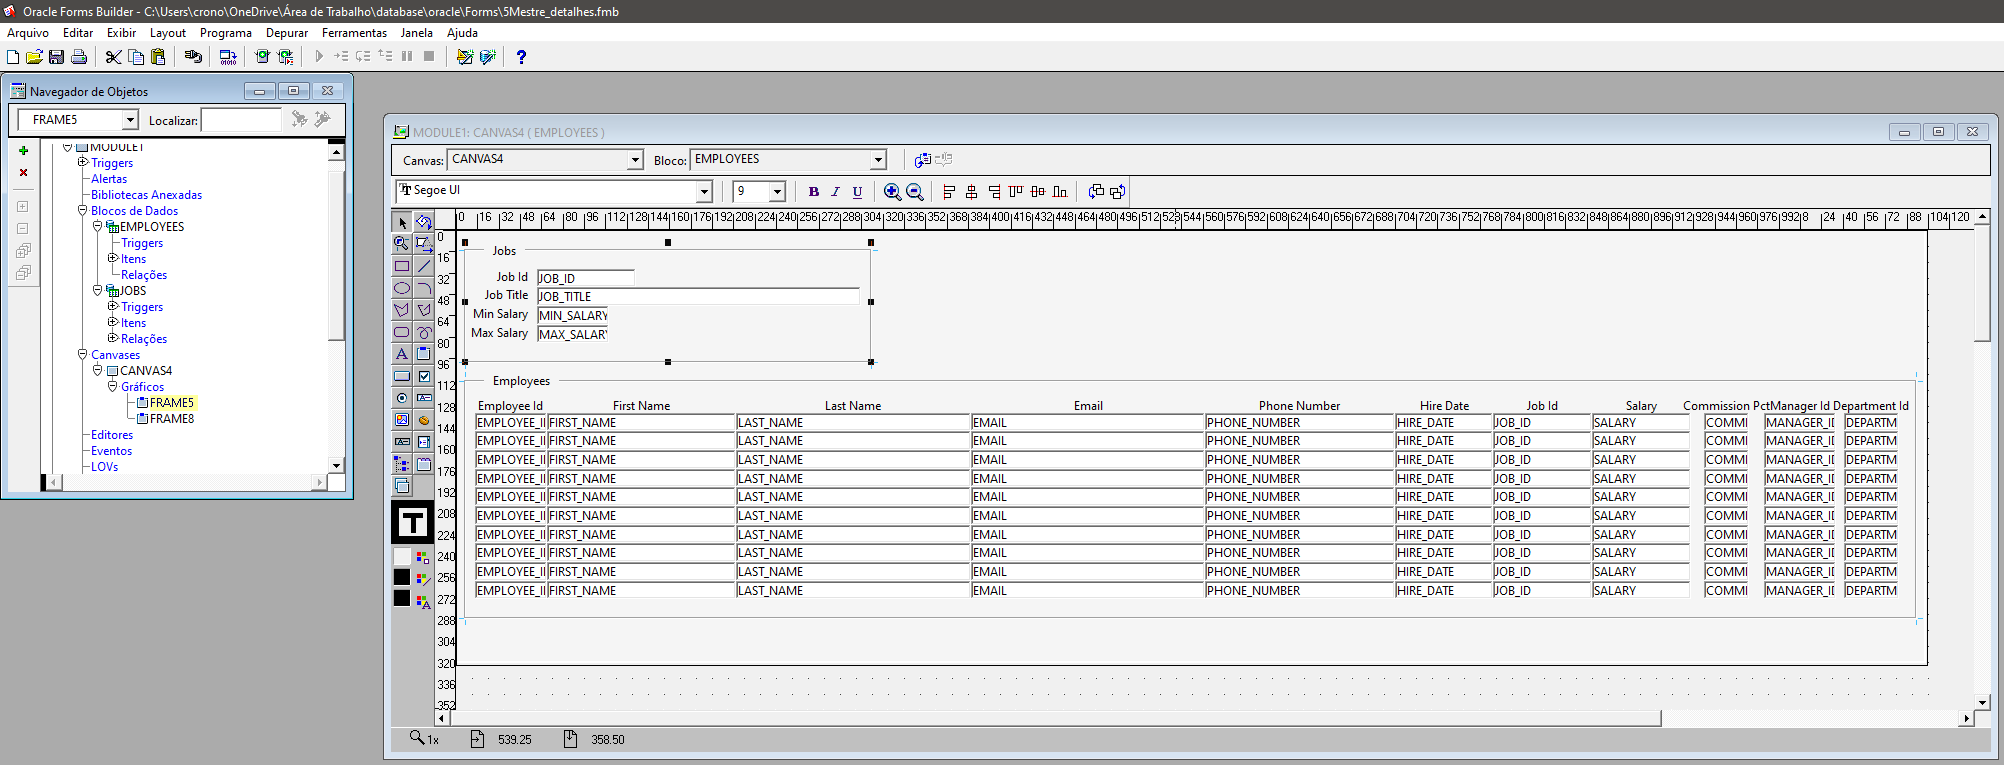 Oracle Forms Builder - C:\Users\crono\OneDrive\Área de Trabalho\database\oracle\Forms\5Mestre_detalhes.fmb
Arquivo Editar Exibir Layout Programa Depurar Ferramentas Janela Ajuda
Navegador de Objetos
FRAME5 Localizar:
MODULE1
Triggers
Alertas
Bibliotecas Anexadas
Blocos de Dados
EMPLOYEES
Triggers
Itens
Relações
JOBS
Triggers
Itens
Relações
Canvases
CANVAS4
Gráficos
FRAME5
FRAME8
Editores
Eventos
LOVs
MODULE1: CANVAS4 ( EMPLOYEES )
Canvas: CANVAS4 Bloco: EMPLOYEES
Segoe UI 9 B I U
0 16 32 48 64 80 96 112 128 144 160 176 192 208 224 240 256 272 288 304 320 336 352 368 384 400 416 432 448 464 480 496 512 528 544 560 576 592 608 624 640 656 672 688 704 720 736 752 768 784 800 816 832 848 864 880 896 912 928 944 960 976 992 8 24 40 56 72 88 104 120
0
16
32
48
64
80
96
112
128
144
160
176
192
208
224
240
256
272
288
304
320
336
352
Jobs
Job Id JOB_ID
Job Title JOB_TITLE
Min Salary MIN_SALARY
Max Salary MAX_SALAR
Employees
Employee Id First Name Last Name Email Phone Number Hire Date Job Id Salary Commission Pct Manager Id Department Id
EMPLOYEE_II FIRST_NAME LAST_NAME EMAIL PHONE_NUMBER HIRE_DATE JOB_ID SALARY COMMI MANAGER_ID DEPARTM
EMPLOYEE_II FIRST_NAME LAST_NAME EMAIL PHONE_NUMBER HIRE_DATE JOB_ID SALARY COMMI MANAGER_ID DEPARTM
EMPLOYEE_II FIRST_NAME LAST_NAME EMAIL PHONE_NUMBER HIRE_DATE JOB_ID SALARY COMMI MANAGER_ID DEPARTM
EMPLOYEE_II FIRST_NAME LAST_NAME EMAIL PHONE_NUMBER HIRE_DATE JOB_ID SALARY COMMI MANAGER_ID DEPARTM
EMPLOYEE_II FIRST_NAME LAST_NAME EMAIL PHONE_NUMBER HIRE_DATE JOB_ID SALARY COMMI MANAGER_ID DEPARTM
EMPLOYEE_II FIRST_NAME LAST_NAME EMAIL PHONE_NUMBER HIRE_DATE JOB_ID SALARY COMMI MANAGER_ID DEPARTM
EMPLOYEE_II FIRST_NAME LAST_NAME EMAIL PHONE_NUMBER HIRE_DATE JOB_ID SALARY COMMI MANAGER_ID DEPARTM
EMPLOYEE_II FIRST_NAME LAST_NAME EMAIL PHONE_NUMBER HIRE_DATE JOB_ID SALARY COMMI MANAGER_ID DEPARTM
EMPLOYEE_II FIRST_NAME LAST_NAME EMAIL PHONE_NUMBER HIRE_DATE JOB_ID SALARY COMMI MANAGER_ID DEPARTM
EMPLOYEE_II FIRST_NAME LAST_NAME EMAIL PHONE_NUMBER HIRE_DATE JOB_ID SALARY COMMI MANAGER_ID DEPARTM
1x 539.25 358.50